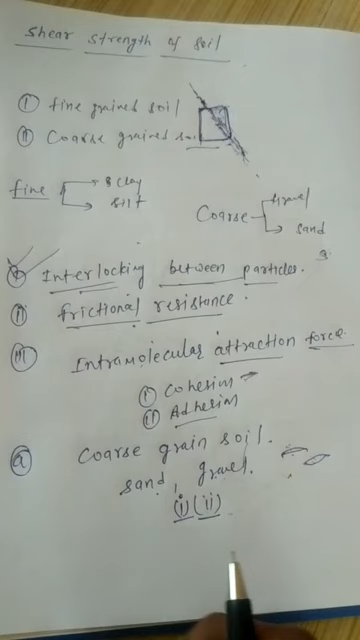 Shear Strength of Soil
(i) fine grained soil
(ii) Coarse grained soil
fine → clay
→ silt
Coarse → gravel
→ sand
(i) Interlocking between particles.
(ii) frictional resistance.
(iii) Intramolecular attraction force.
(i) Cohesion
(ii) Adhesion
(a) Coarse grain soil.
sand, gravel.
(i) (ii)